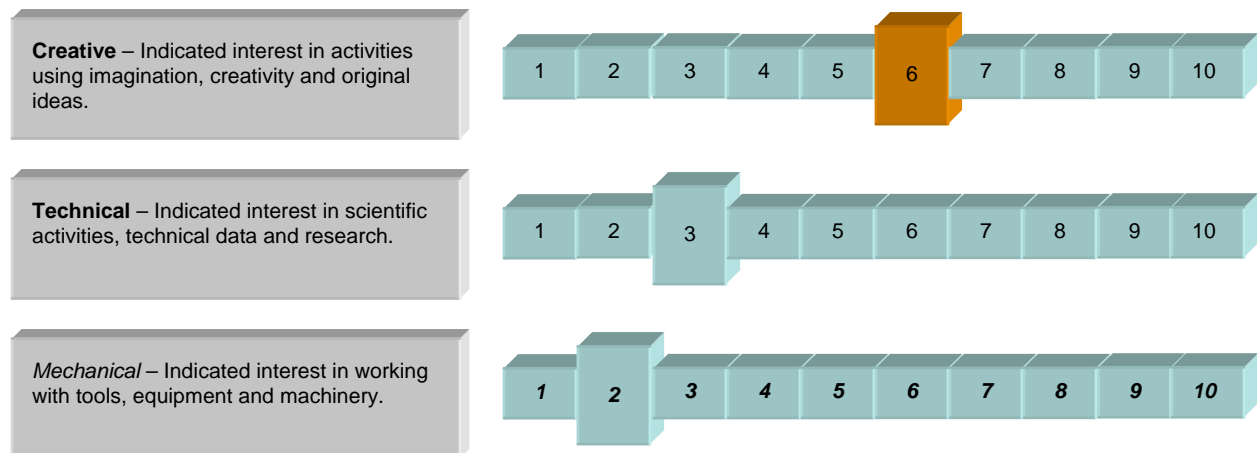 Creative – Indicated interest in activities
using imagination, creativity and original
ideas.
1 2 3 4 5 6 7 8 9 10
Technical – Indicated interest in scientific
activities, technical data and research.
1 2 3 4 5 6 7 8 9 10
Mechanical – Indicated interest in working
with tools, equipment and machinery.
1 2 3 4 5 6 7 8 9 10